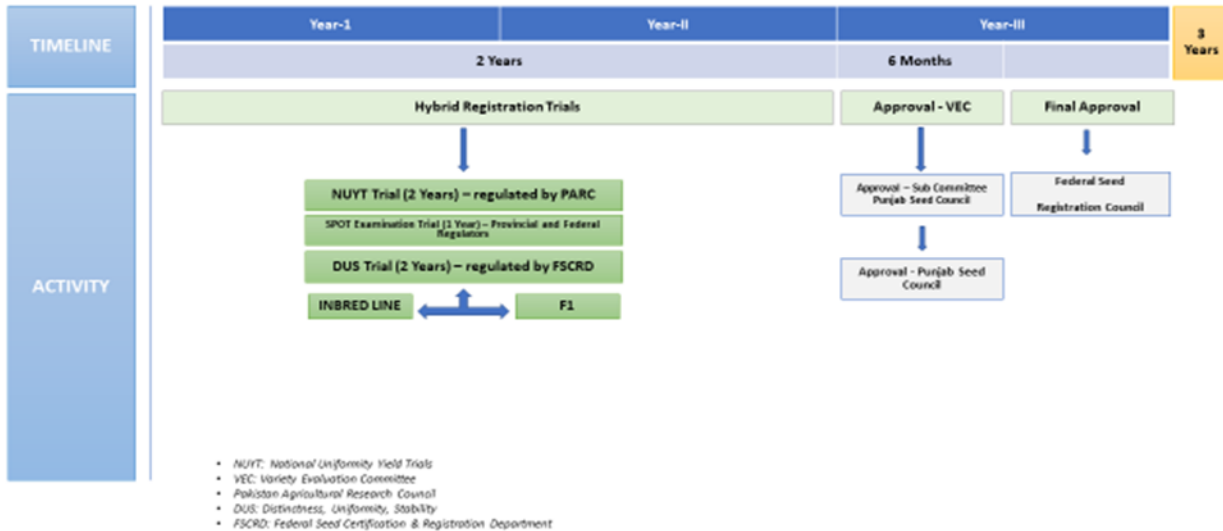 TIMELINE
Year-1
Year-II
Year-III
3
Years
2 Years
6 Months
ACTIVITY
Hybrid Registration Trials
Approval - VEC
Final Approval
NUYT Trial (2 Years) – regulated by PARC
SPOT Examination Trial (1 Year) – Provincial and Federal
Regulators
DUS Trial (2 Years) – regulated by FSCRD
INBRED LINE
F1
Approval – Sub Committee
Punjab Seed Council
Approval - Punjab Seed
Council
Federal Seed
Registration Council
• NUYT: National Uniformity Yield Trials
• VEC: Variety Evaluation Committee
• Pakistan Agricultural Research Council
• DUS: Distinctness, Uniformity, Stability
• FSCRD: Federal Seed Certification & Registration Department